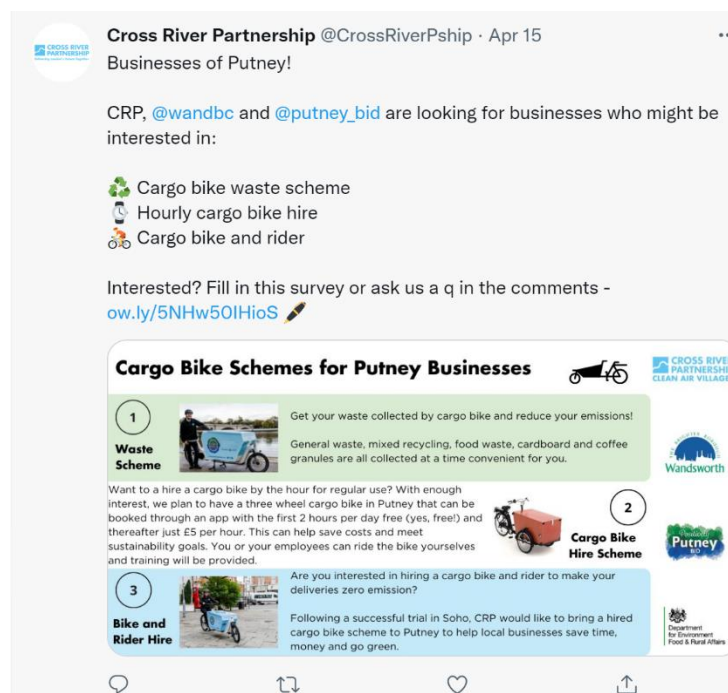 Cross River Partnership @CrossRiverPship · Apr 15
Businesses of Putney!
CRP, @wandbc and @putney_bid are looking for businesses who might be
interested in:
Cargo bike waste scheme
Hourly cargo bike hire
Cargo bike and rider
Interested? Fill in this survey or ask us a q in the comments -
ow.ly/5NHw50IHioS
Cargo Bike Schemes for Putney Businesses
CROSS RIVER
PARTNERSHIP
CLEAN AIR VILLAGES
1
Waste
Scheme
Get your waste collected by cargo bike and reduce your emissions!
General waste, mixed recycling, food waste, cardboard and coffee
granules are all collected at a time convenient for you.
Wandsworth
Want to a hire a cargo bike by the hour for regular use? With enough
interest, we plan to have a three wheel cargo bike in Putney that can be
booked through an app with the first 2 hours per day free (yes, free!) and
thereafter just £5 per hour. This can help save costs and meet
sustainability goals. You or your employees can ride the bike yourselves
and training will be provided.
2
Cargo Bike
Hire Scheme
Putney
BID
3
Bike and
Rider Hire
Are you interested in hiring a cargo bike and rider to make your
deliveries zero emission?
Following a successful trial in Soho, CRP would like to bring a hired
cargo bike scheme to Putney to help local businesses save time,
money and go green.
Department
for Environment
Food & Rural Affairs